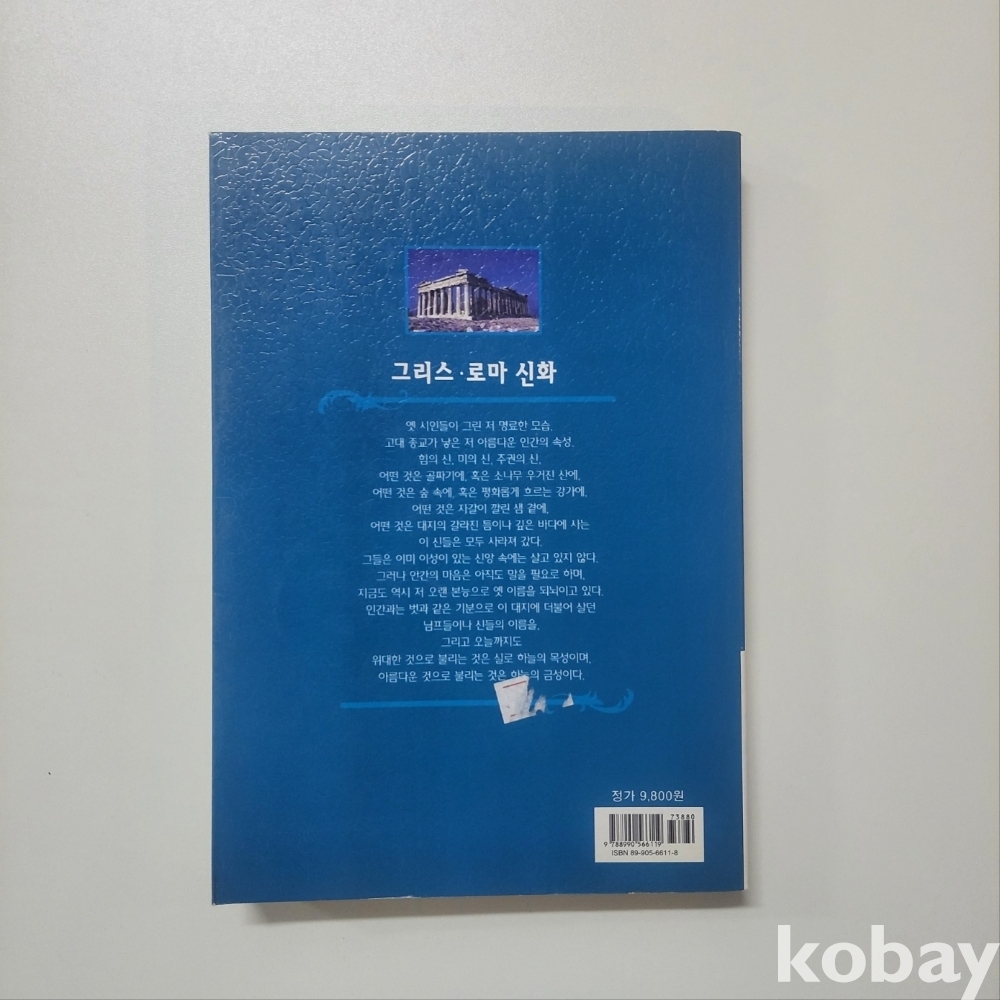 그리스·로마 신화
옛 시인들이 그린 저 명료한 모습,
고대 종교가 낳은 저 아름다운 인간의 속성.
힘의 신, 미의 신, 주권의 신,
어떤 것은 골짜기에, 혹은 소나무 우거진 산에,
어떤 것은 숲 속에, 혹은 평화롭게 흐르는 강가에,
어떤 것은 자갈이 깔린 샘 곁에,
어떤 것은 대지의 갈라진 틈이나 깊은 바다에 사는
이 신들은 모두 사라져 갔다.
그들은 이미 이성이 있는 신앙 속에는 살고 있지 않다.
그러나 인간의 마음은 아직도 말을 필요로 하며,
지금도 역시 저 오랜 본능으로 옛 이름을 되뇌이고 있다.
인간과는 벗과 같은 기분으로 이 대지에 더불어 살던
님프들이나 신들의 이름을,
그리고 오늘까지도
위대한 것으로 불리는 것은 실로 하늘의 목성이며,
아름다운 것으로 불리는 것은 하늘의 금성이다.
정가 9,800원
73880
9 788990 566119
ISBN 89-905-6611-8
kobay